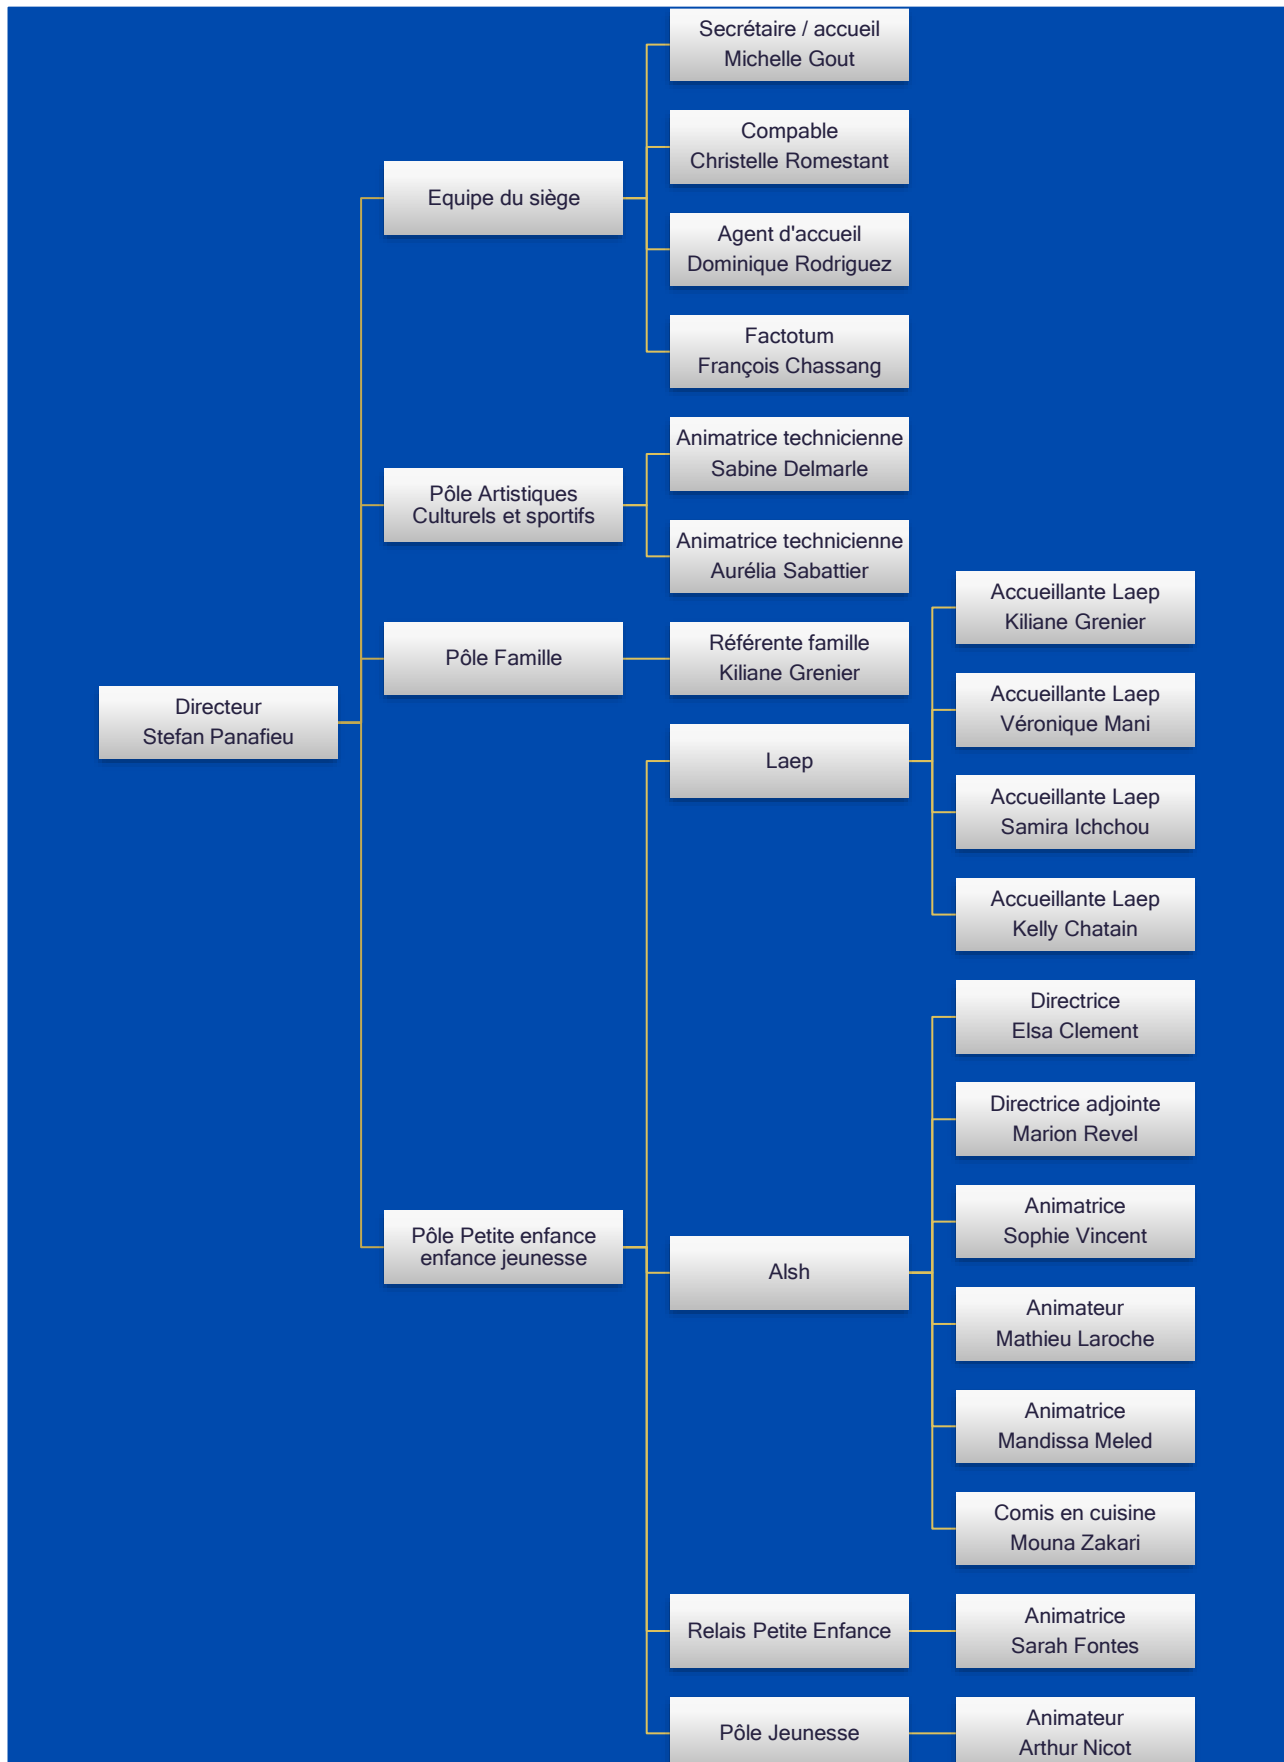 Directeur
Stefan Panafieu
Equipe du siège
Secrétaire / accueil
Michelle Gout
Compable
Christelle Romestant
Agent d'accueil
Dominique Rodriguez
Factotum
François Chassang
Pôle Artistiques
Culturels et sportifs
Animatrice technicienne
Sabine Delmarle
Animatrice technicienne
Aurélia Sabattier
Pôle Famille
Référente famille
Kiliane Grenier
Pôle Petite enfance
enfance jeunesse
Laep
Accueillante Laep
Kiliane Grenier
Accueillante Laep
Véronique Mani
Accueillante Laep
Samira Ichchou
Accueillante Laep
Kelly Chatain
Alsh
Directrice
Elsa Clement
Directrice adjointe
Marion Revel
Animatrice
Sophie Vincent
Animateur
Mathieu Laroche
Animatrice
Mandissa Meled
Comis en cuisine
Mouna Zakari
Relais Petite Enfance
Animatrice
Sarah Fontes
Pôle Jeunesse
Animateur
Arthur Nicot